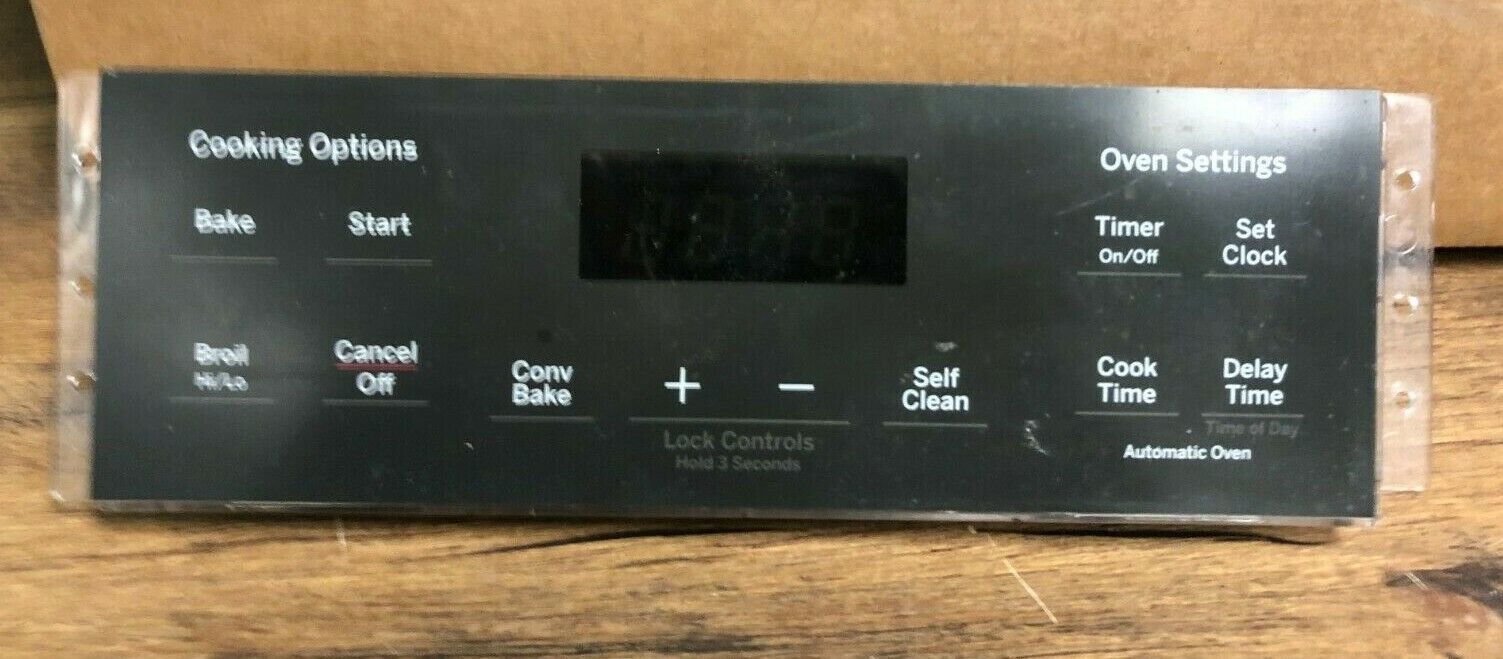 Cooking Options
Bake
Start
Broil
Hi/Lo
Cancel
Off
Conv
Bake
+
−
Lock Controls
Hold 3 Seconds
Self
Clean
Oven Settings
Timer
On/Off
Set
Clock
Cook
Time
Delay
Time
Time of Day
Automatic Oven